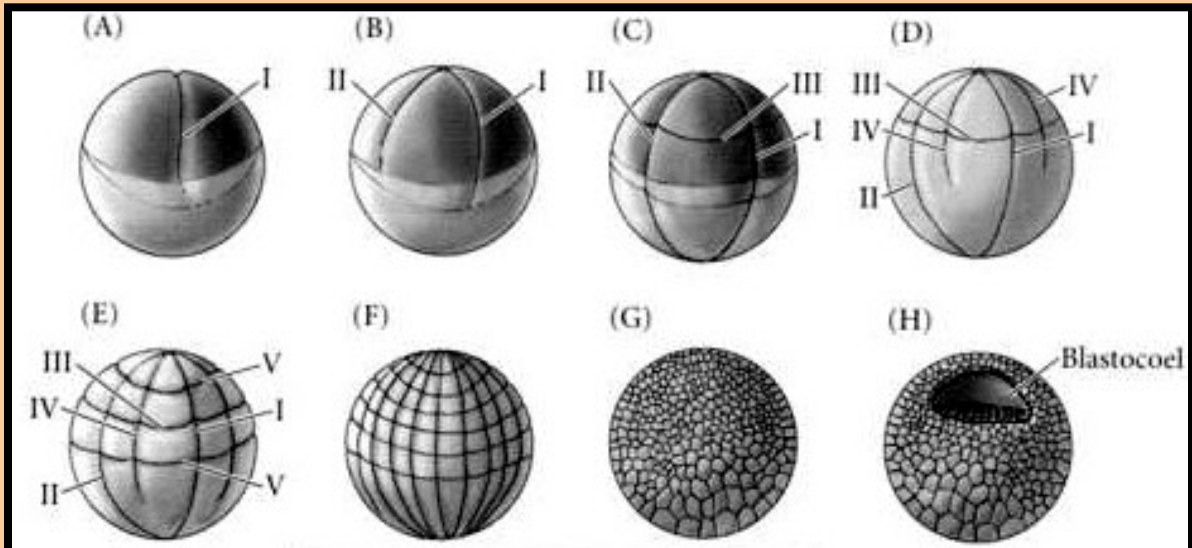 (A)
I
(B)
II
I
(C)
II
III
I
(D)
III
IV
IV
I
II
(E)
III
V
IV
I
II
V
(F)
(G)
(H)
Blastocoel